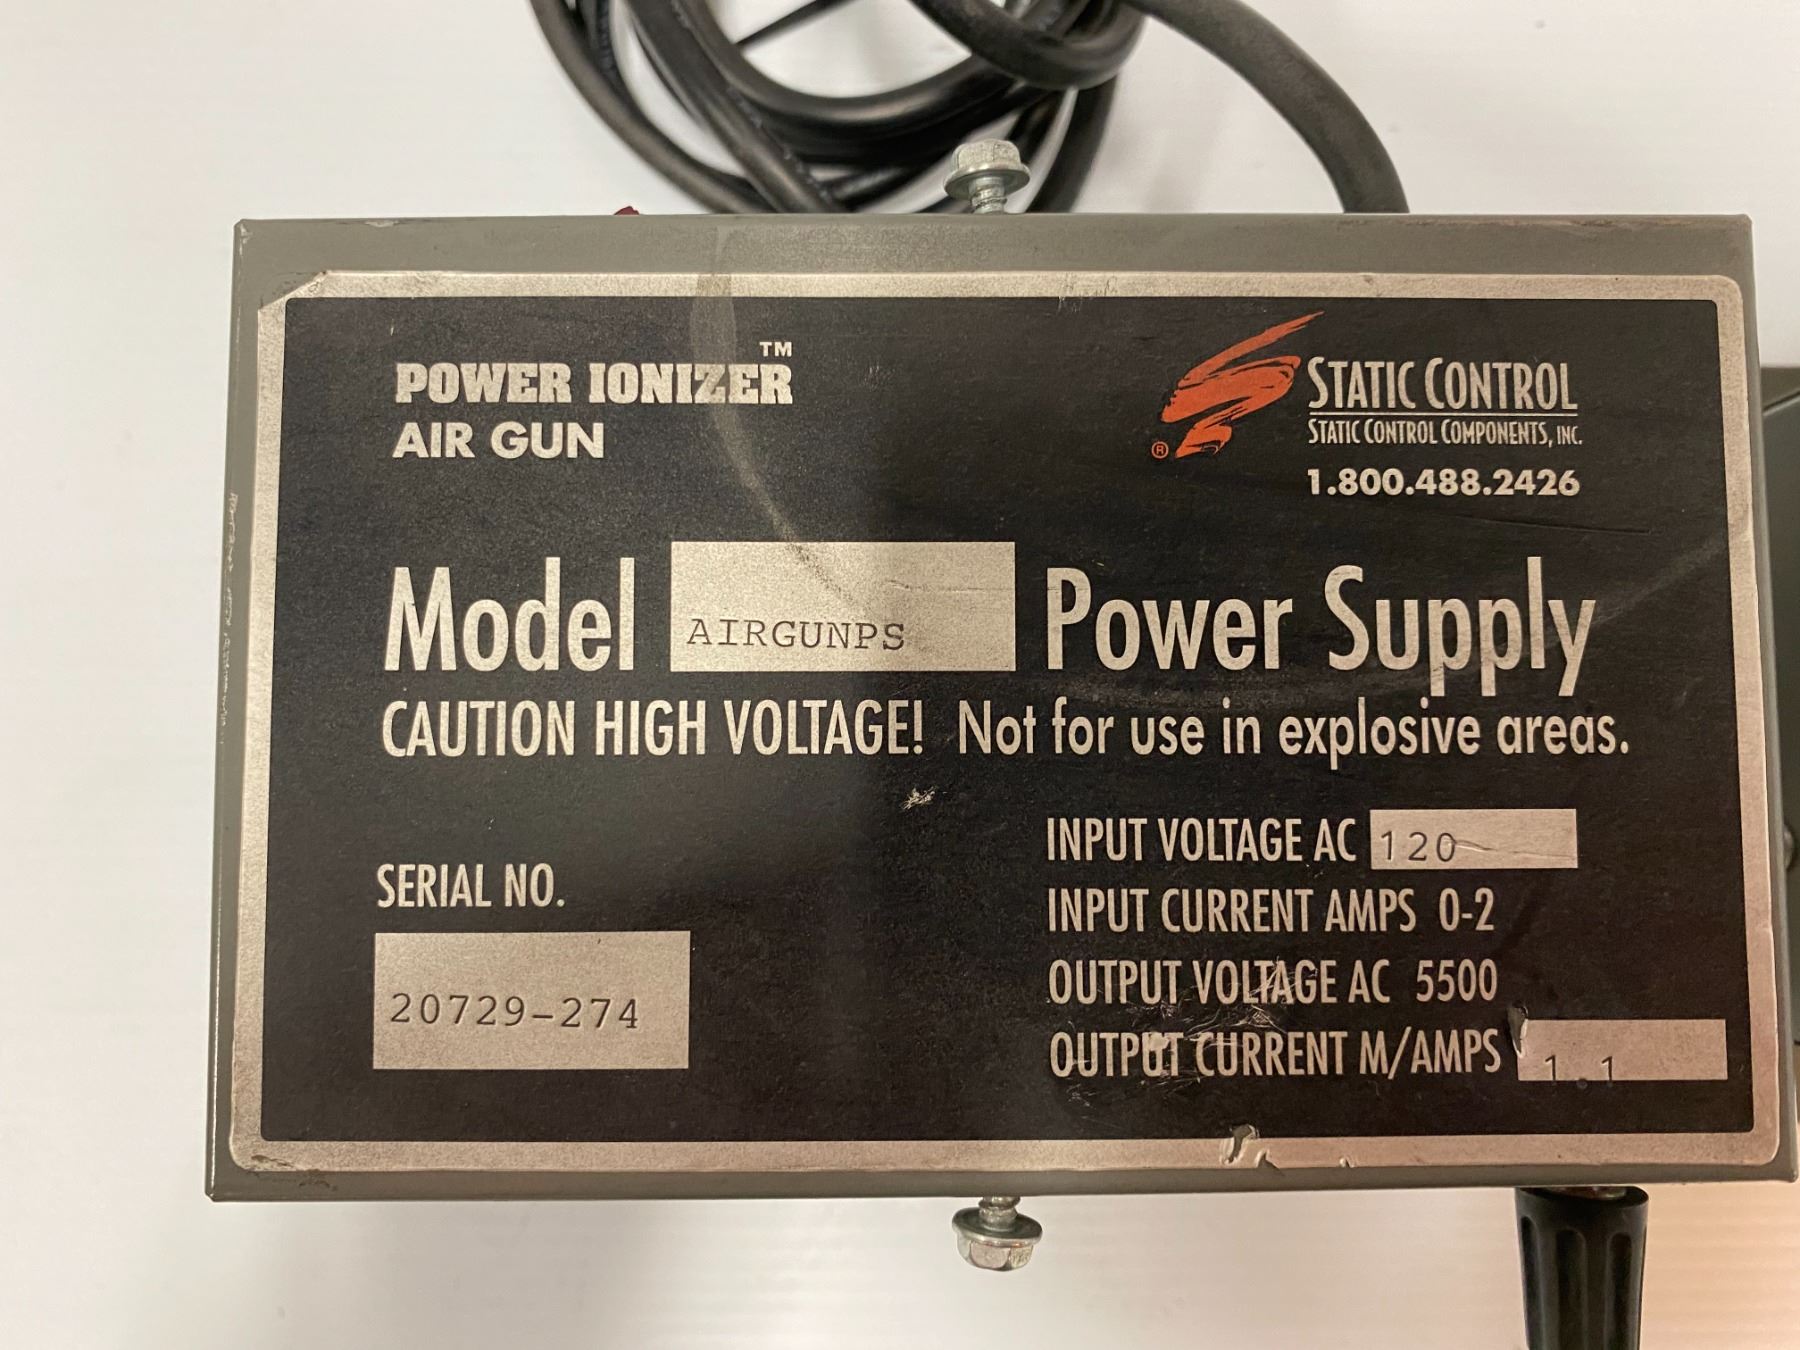 POWER IONIZER™
AIR GUN
STATIC CONTROL
STATIC CONTROL COMPONENTS, INC.
®
1.800.488.2426
Model AIRGUNPS Power Supply
CAUTION HIGH VOLTAGE! Not for use in explosive areas.
SERIAL NO.
20729-274
INPUT VOLTAGE AC 120
INPUT CURRENT AMPS 0-2
OUTPUT VOLTAGE AC 5500
OUTPUT CURRENT M/AMPS 1.1